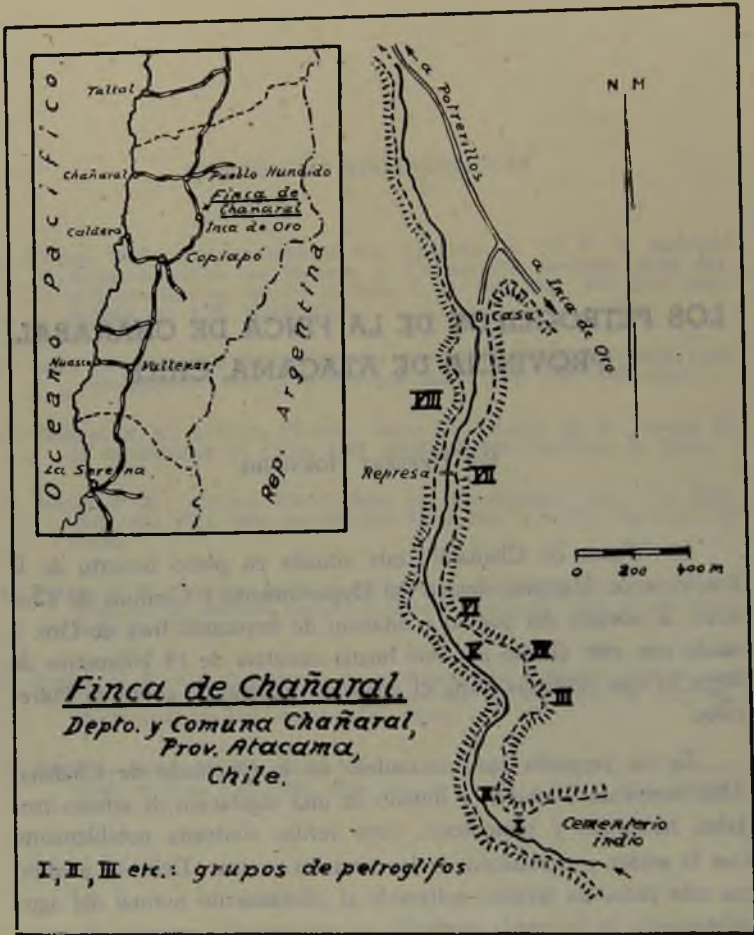 Oceano Pacífico.
Taltal
Chañaral
Pueblo Hundido
Finca de
Chañaral
Inca de Oro
Caldera
Copiapó
Huasco
Vallenar
La Serena
Rep. Argentina
a Potrerillos
a Inca de Oro
N M
Casa
VIII
Represa
VII
0 200 400 m
VI
V
IV
III
II
I
Cementerio
indio
Finca de Chañaral.
Depto. y Comuna Chañaral,
Prov. Atacama,
Chile.
I, II, III etc.: grupos de petroglifos